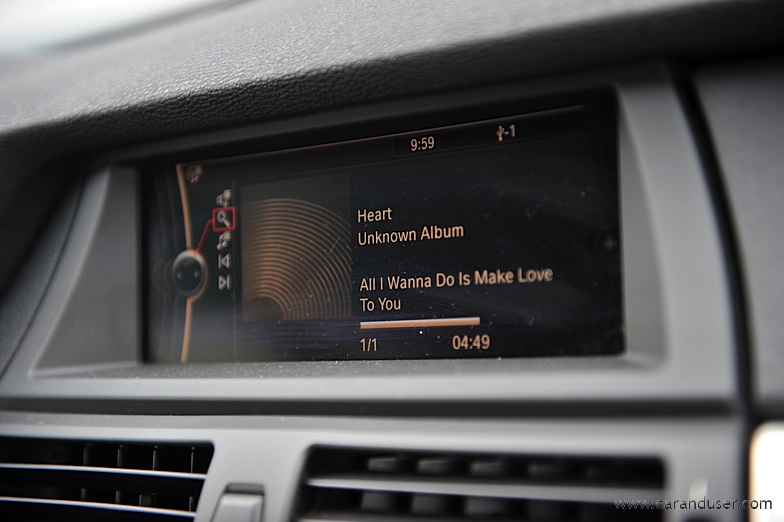 9:59
-1
Heart
Unknown Album
All I Wanna Do Is Make Love
To You
1/1
04:49
www.caranduser.com